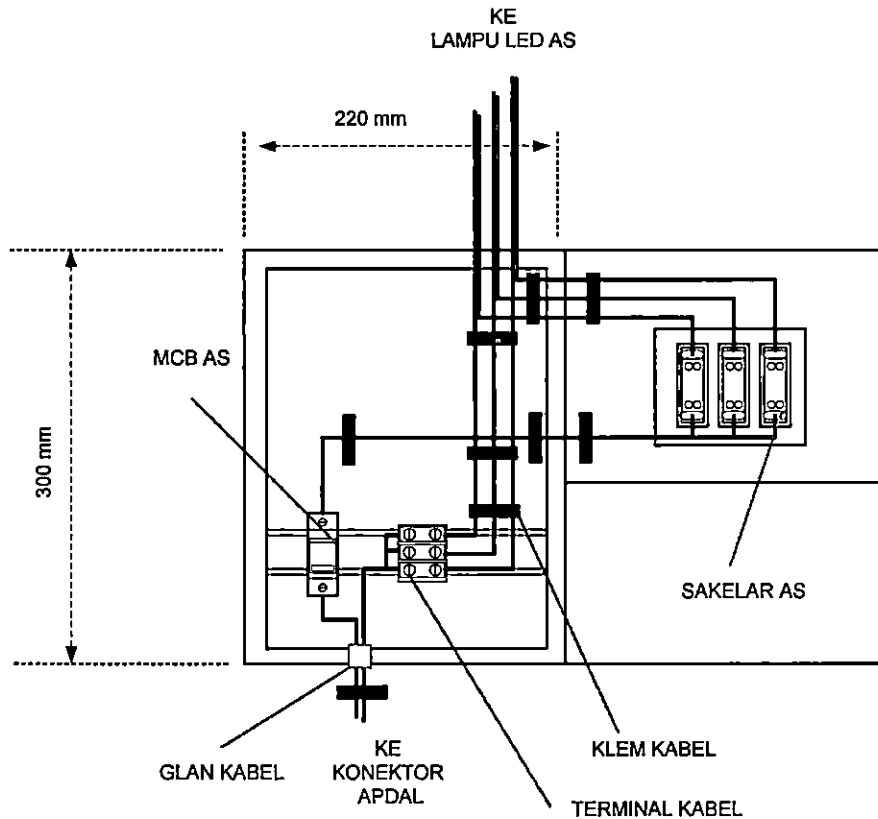 KE
LAMPU LED AS
220 mm
MCB AS
300 mm
SAKELAR AS
GLAN KABEL
KE
KONEKTOR
APDAL
KLEM KABEL
TERMINAL KABEL